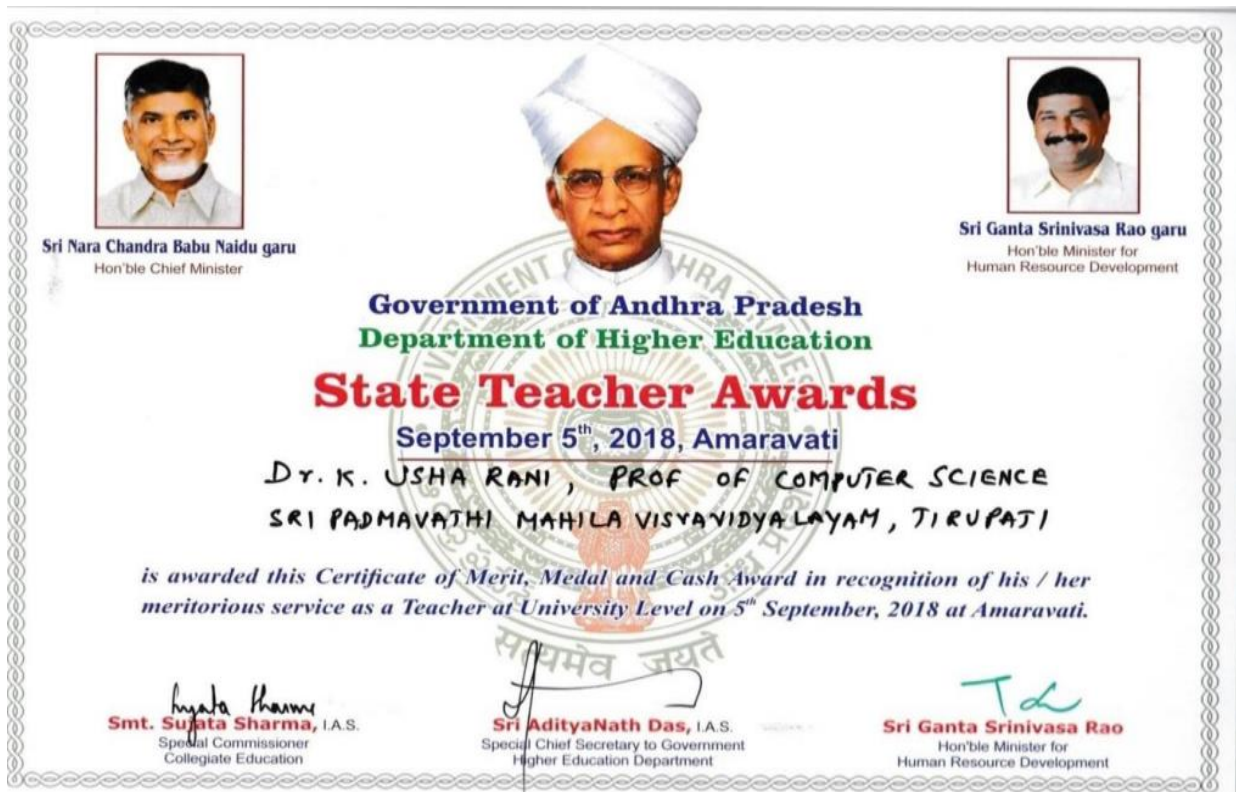 Sri Nara Chandra Babu Naidu garu
Hon'ble Chief Minister
Sri Ganta Srinivasa Rao garu
Hon'ble Minister for
Human Resource Development
Government of Andhra Pradesh
Department of Higher Education
State Teacher Awards
September 5th, 2018, Amaravati
Dr. K. USHA RANI, PROF OF COMPUTER SCIENCE
SRI PADMAVATHI MAHILA VISVAVIDYALAYAM, TIRUPATI
is awarded this Certificate of Merit, Medal and Cash Award in recognition of his / her
meritorious service as a Teacher at University Level on 5th September, 2018 at Amaravati.
सत्यमेव जयते
Smt. Sujata Sharma, I.A.S.
Special Commissioner
Collegiate Education
Sri AdityaNath Das, I.A.S.
Special Chief Secretary to Government
Higher Education Department
Sri Ganta Srinivasa Rao
Hon'ble Minister for
Human Resource Development